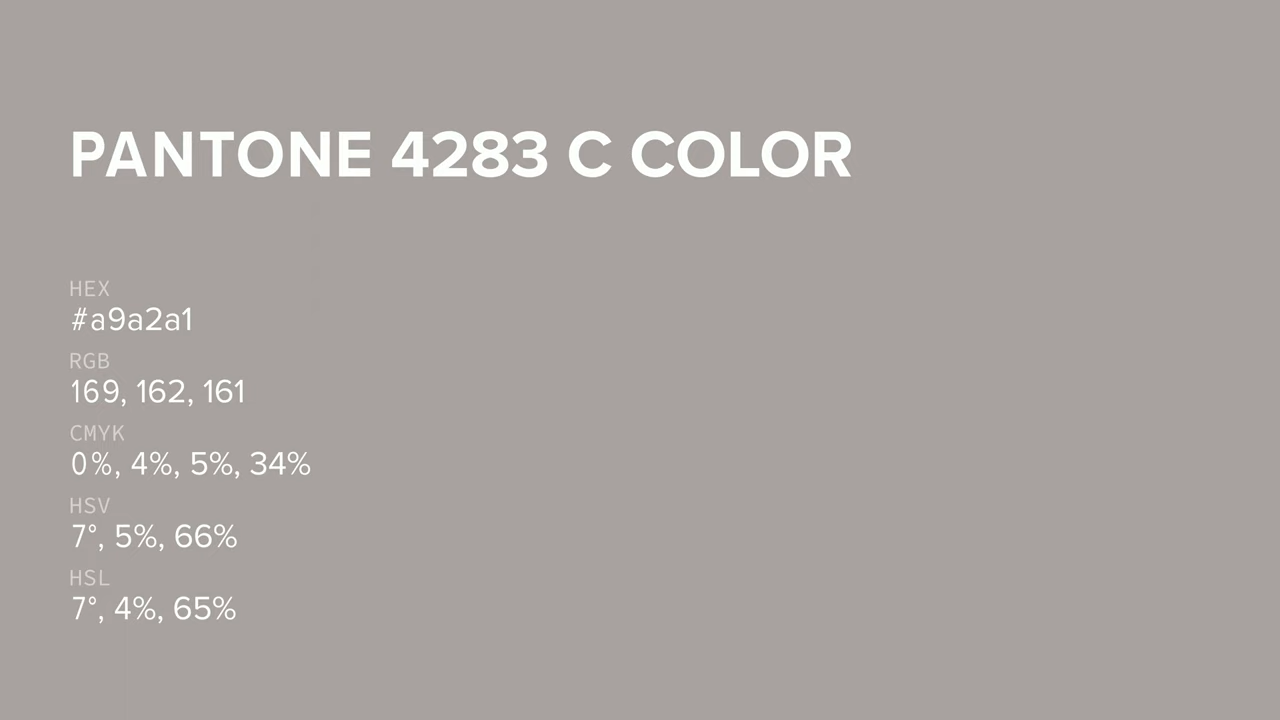 PANTONE 4283 C COLOR
HEX
#a9a2a1
RGB
169, 162, 161
CMYK
0%, 4%, 5%, 34%
HSV
7°, 5%, 66%
HSL
7°, 4%, 65%